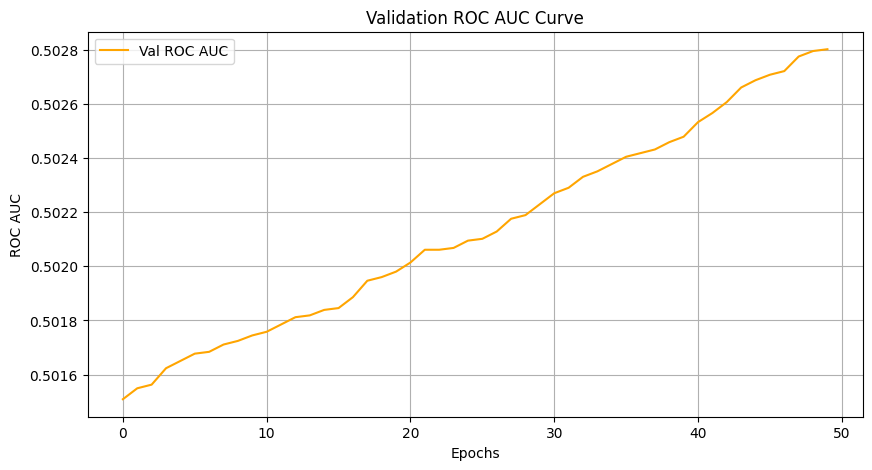 Validation ROC AUC Curve
Val ROC AUC
ROC AUC
0.5028
0.5026
0.5024
0.5022
0.5020
0.5018
0.5016
0 10 20 30 40 50
Epochs